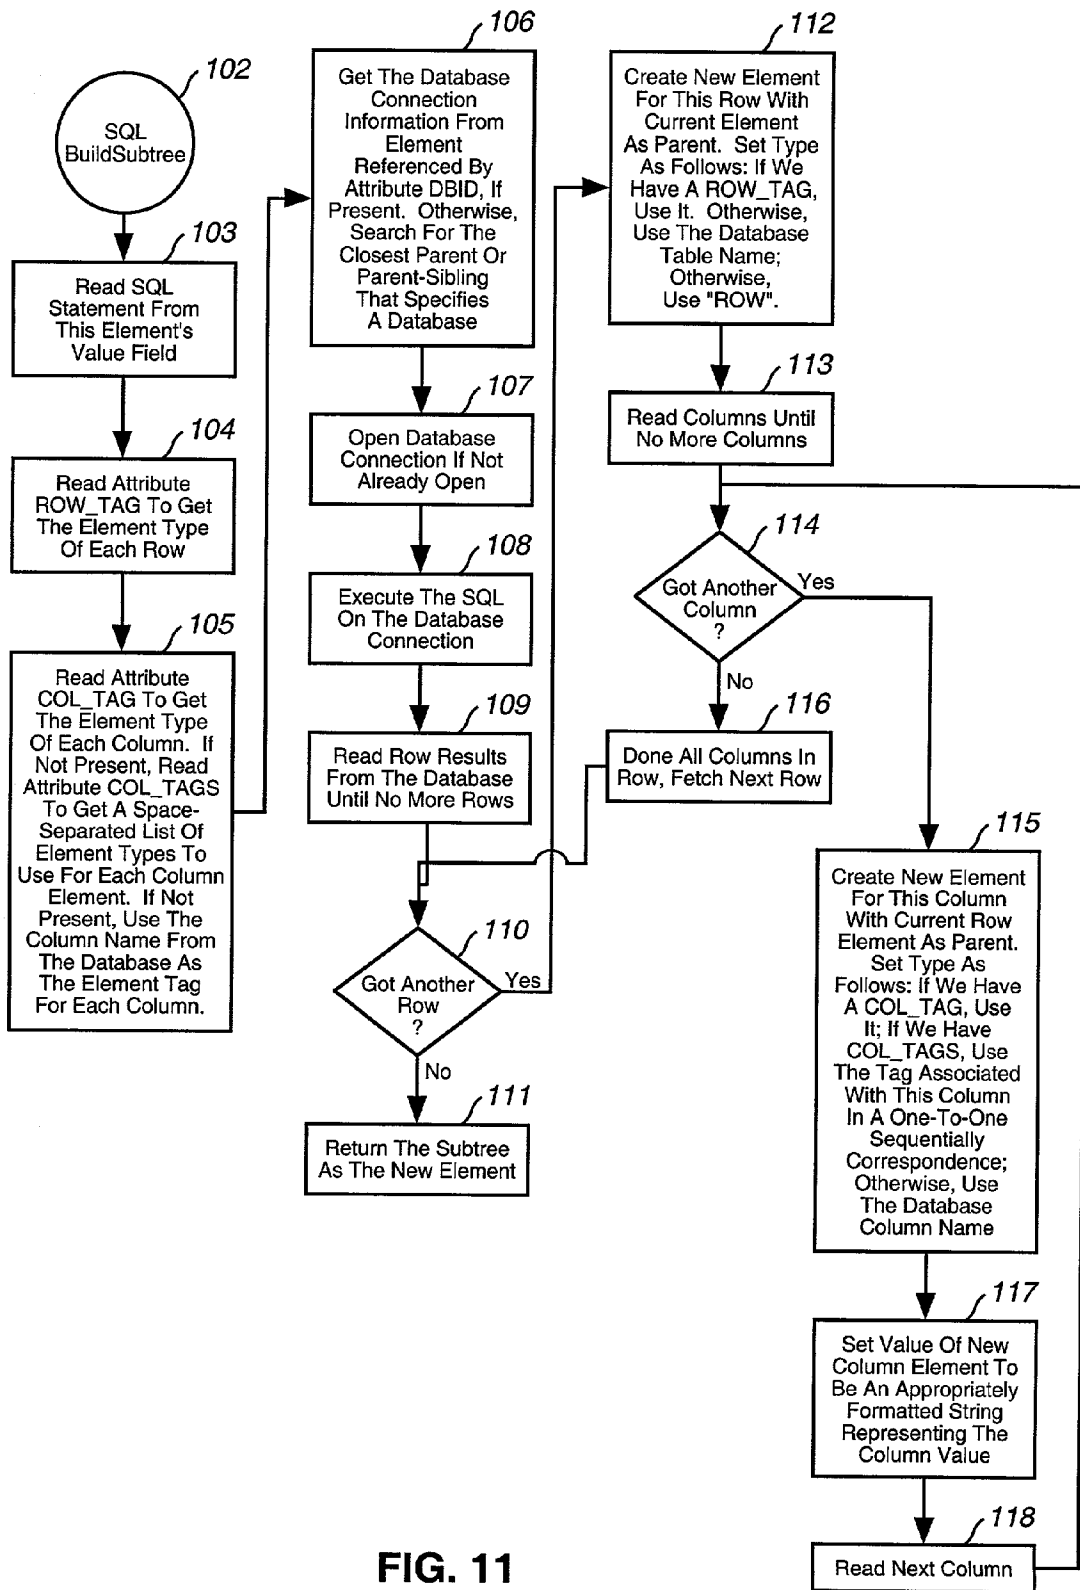 102
SQL
BuildSubtree
103
Read SQL
Statement From
This Element's
Value Field
104
Read Attribute
ROW_TAG To Get
The Element Type
Of Each Row
105
Read Attribute
COL_TAG To Get
The Element Type
Of Each Column. If
Not Present, Read
Attribute COL_TAGS
To Get A Space-
Separated List Of
Element Types To
Use For Each Column
Element. If Not
Present, Use The
Column Name From
The Database As
The Element Tag
For Each Column.
106
Get The Database
Connection
Information From
Element
Referenced By
Attribute DBID, If
Present. Otherwise,
Search For The
Closest Parent Or
Parent-Sibling
That Specifies
A Database
107
Open Database
Connection If Not
Already Open
108
Execute The SQL
On The Database
Connection
109
Read Row Results
From The Database
Until No More Rows
110
Got Another
Row
?
Yes
No
111
Return The Subtree
As The New Element
112
Create New Element
For This Row With
Current Element
As Parent. Set Type
As Follows: If We
Have A ROW_TAG,
Use It. Otherwise,
Use The Database
Table Name;
Otherwise,
Use "ROW".
113
Read Columns Until
No More Columns
114
Got Another
Column
?
Yes
No
116
Done All Columns In
Row, Fetch Next Row
115
Create New Element
For This Column
With Current Row
Element As Parent.
Set Type As
Follows: If We Have
A COL_TAG, Use
It; If We Have
COL_TAGS, Use
The Tag Associated
With This Column
In A One-To-One
Sequentially
Correspondence;
Otherwise, Use
The Database
Column Name
117
Set Value Of New
Column Element To
Be An Appropriately
Formatted String
Representing The
Column Value
118
Read Next Column
FIG. 11